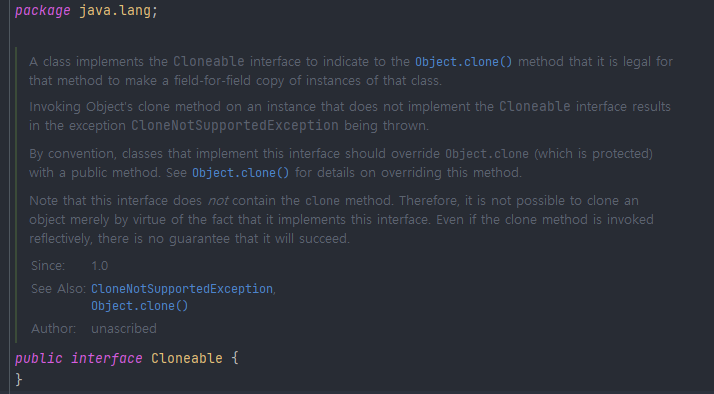 package java.lang;
A class implements the Cloneable interface to indicate to the Object.clone() method that it is legal for
that method to make a field-for-field copy of instances of that class.
Invoking Object's clone method on an instance that does not implement the Cloneable interface results
in the exception CloneNotSupportedException being thrown.
By convention, classes that implement this interface should override Object.clone (which is protected)
with a public method. See Object.clone() for details on overriding this method.
Note that this interface does not contain the clone method. Therefore, it is not possible to clone an
object merely by virtue of the fact that it implements this interface. Even if the clone method is invoked
reflectively, there is no guarantee that it will succeed.
Since: 1.0
See Also: CloneNotSupportedException,
Object.clone()
Author: unascribed
public interface Cloneable {
}